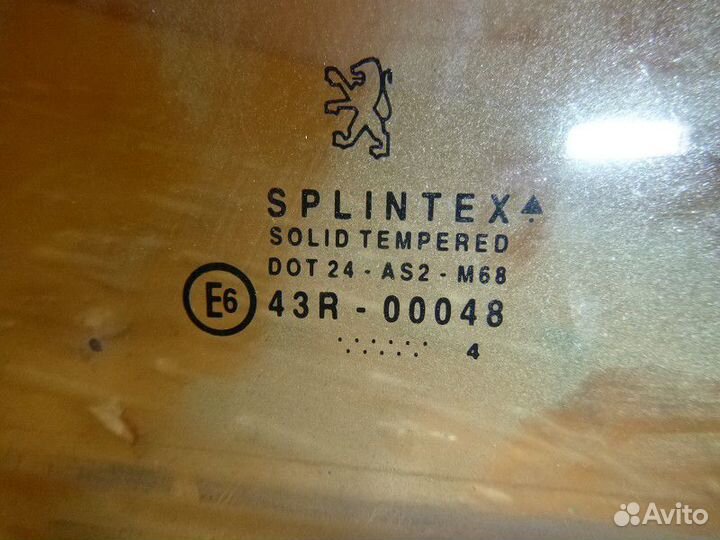 SPLINTEX
SOLID TEMPERED
DOT 24 - AS2 - M68
E6 43R - 00048
4
Avito